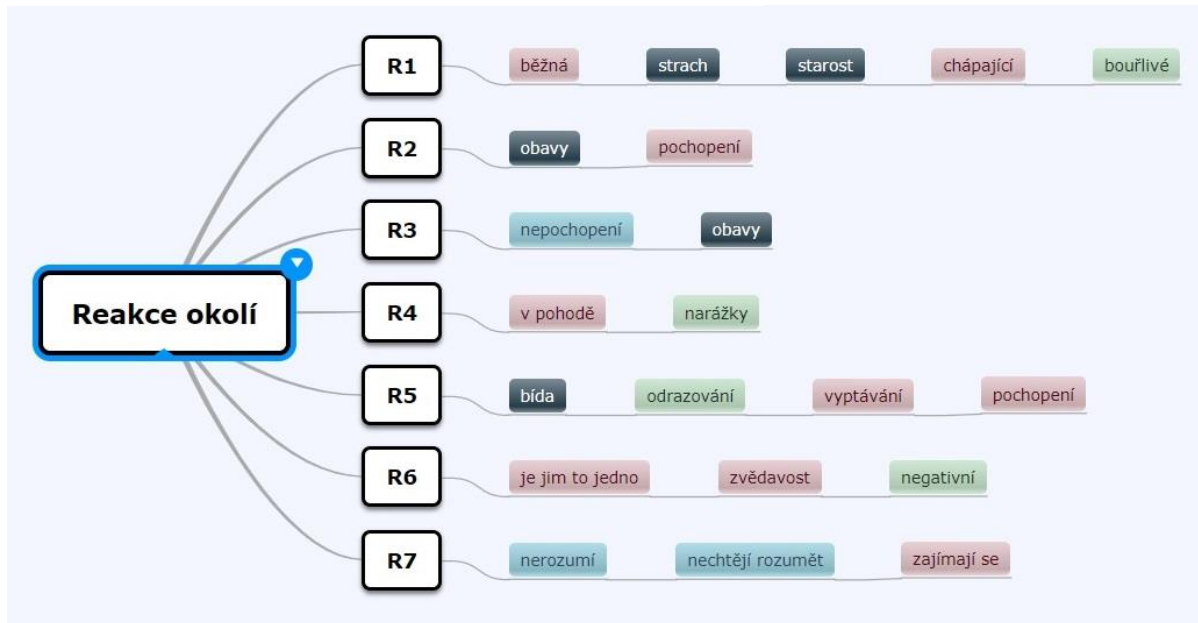 R1 běžná strach starost chápající bouřlivé
R2 obavy pochopení
R3 nepochopení obavy
Reakce okolí
R4 v pohodě narážky
R5 bída odrazování vyptávání pochopení
R6 je jim to jedno zvědavost negativní
R7 nerozumí nechtějí rozumět zajímají se